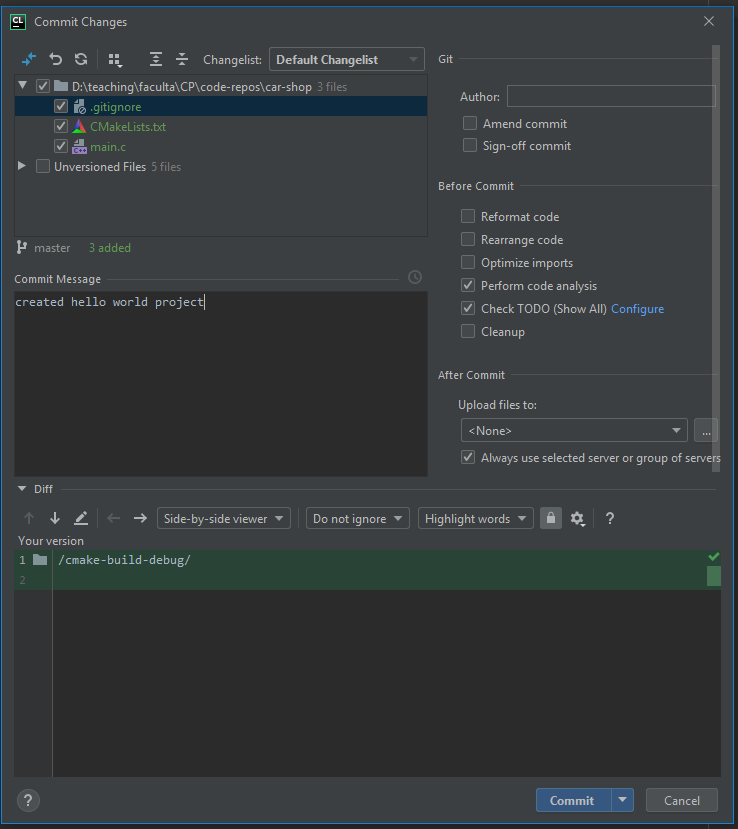 CL
Commit Changes
Changelist: Default Changelist
D:\teaching\faculta\CP\code-repos\car-shop 3 files
.gitignore
CMakeLists.txt
C++ main.c
Unversioned Files 5 files
master 3 added
Commit Message
created hello world project
Git
Author:
Amend commit
Sign-off commit
Before Commit
Reformat code
Rearrange code
Optimize imports
Perform code analysis
Check TODO (Show All) Configure
Cleanup
After Commit
Upload files to:
<None> ...
Always use selected server or group of servers
Diff
Side-by-side viewer Do not ignore Highlight words ?
Your version
1 /cmake-build-debug/
2
? Commit Cancel